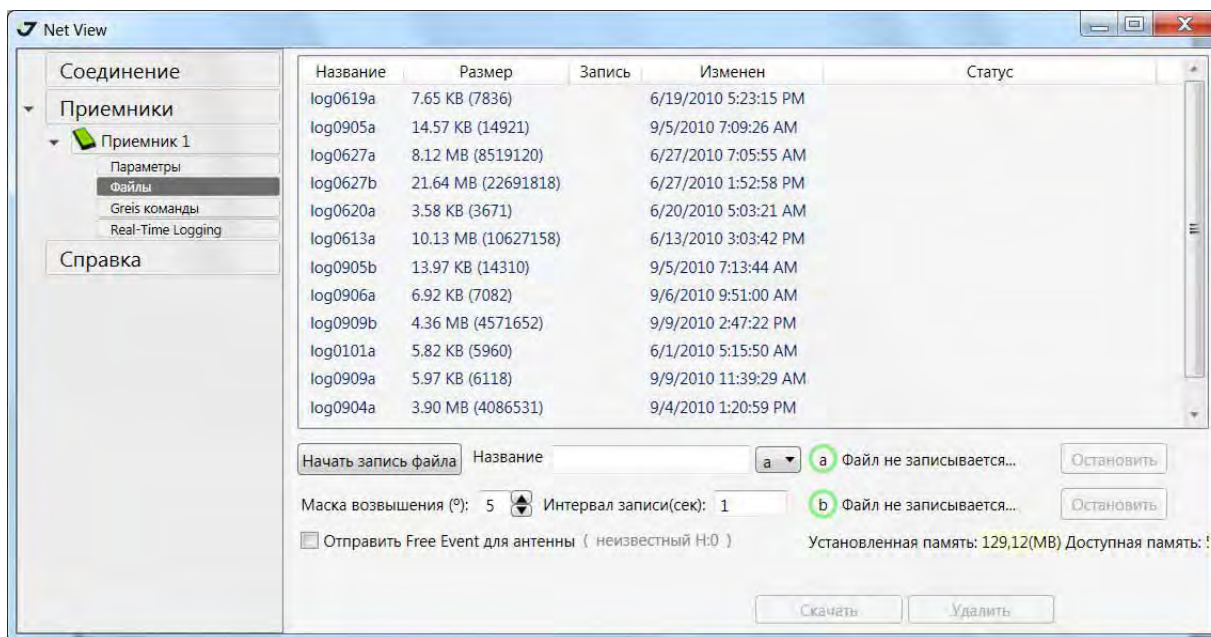 Net View
Соединение
Приемники
Приемник 1
Параметры
Файлы
Greis команды
Real-Time Logging
Справка
Название Размер Запись Изменен Статус
log0619a 7.65 KB (7836) 6/19/2010 5:23:15 PM
log0905a 14.57 KB (14921) 9/5/2010 7:09:26 AM
log0627a 8.12 MB (8519120) 6/27/2010 7:05:55 AM
log0627b 21.64 MB (22691818) 6/27/2010 1:52:58 PM
log0620a 3.58 KB (3671) 6/20/2010 5:03:21 AM
log0613a 10.13 MB (10627158) 6/13/2010 3:03:42 PM
log0905b 13.97 KB (14310) 9/5/2010 7:13:44 AM
log0906a 6.92 KB (7082) 9/6/2010 9:51:00 AM
log0909b 4.36 MB (4571652) 9/9/2010 2:47:22 PM
log0101a 5.82 KB (5960) 6/1/2010 5:15:50 AM
log0909a 5.97 KB (6118) 9/9/2010 11:39:29 AM
log0904a 3.90 MB (4086531) 9/4/2010 1:20:59 PM
Начать запись файла Название a a Файл не записывается... Остановить
Маска возвышения (º): 5 Интервал записи(сек): 1 b Файл не записывается... Остановить
Отправить Free Event для антенны ( неизвестный H:0 ) Установленная память: 129,12(MB) Доступная память:
Скачать Удалить